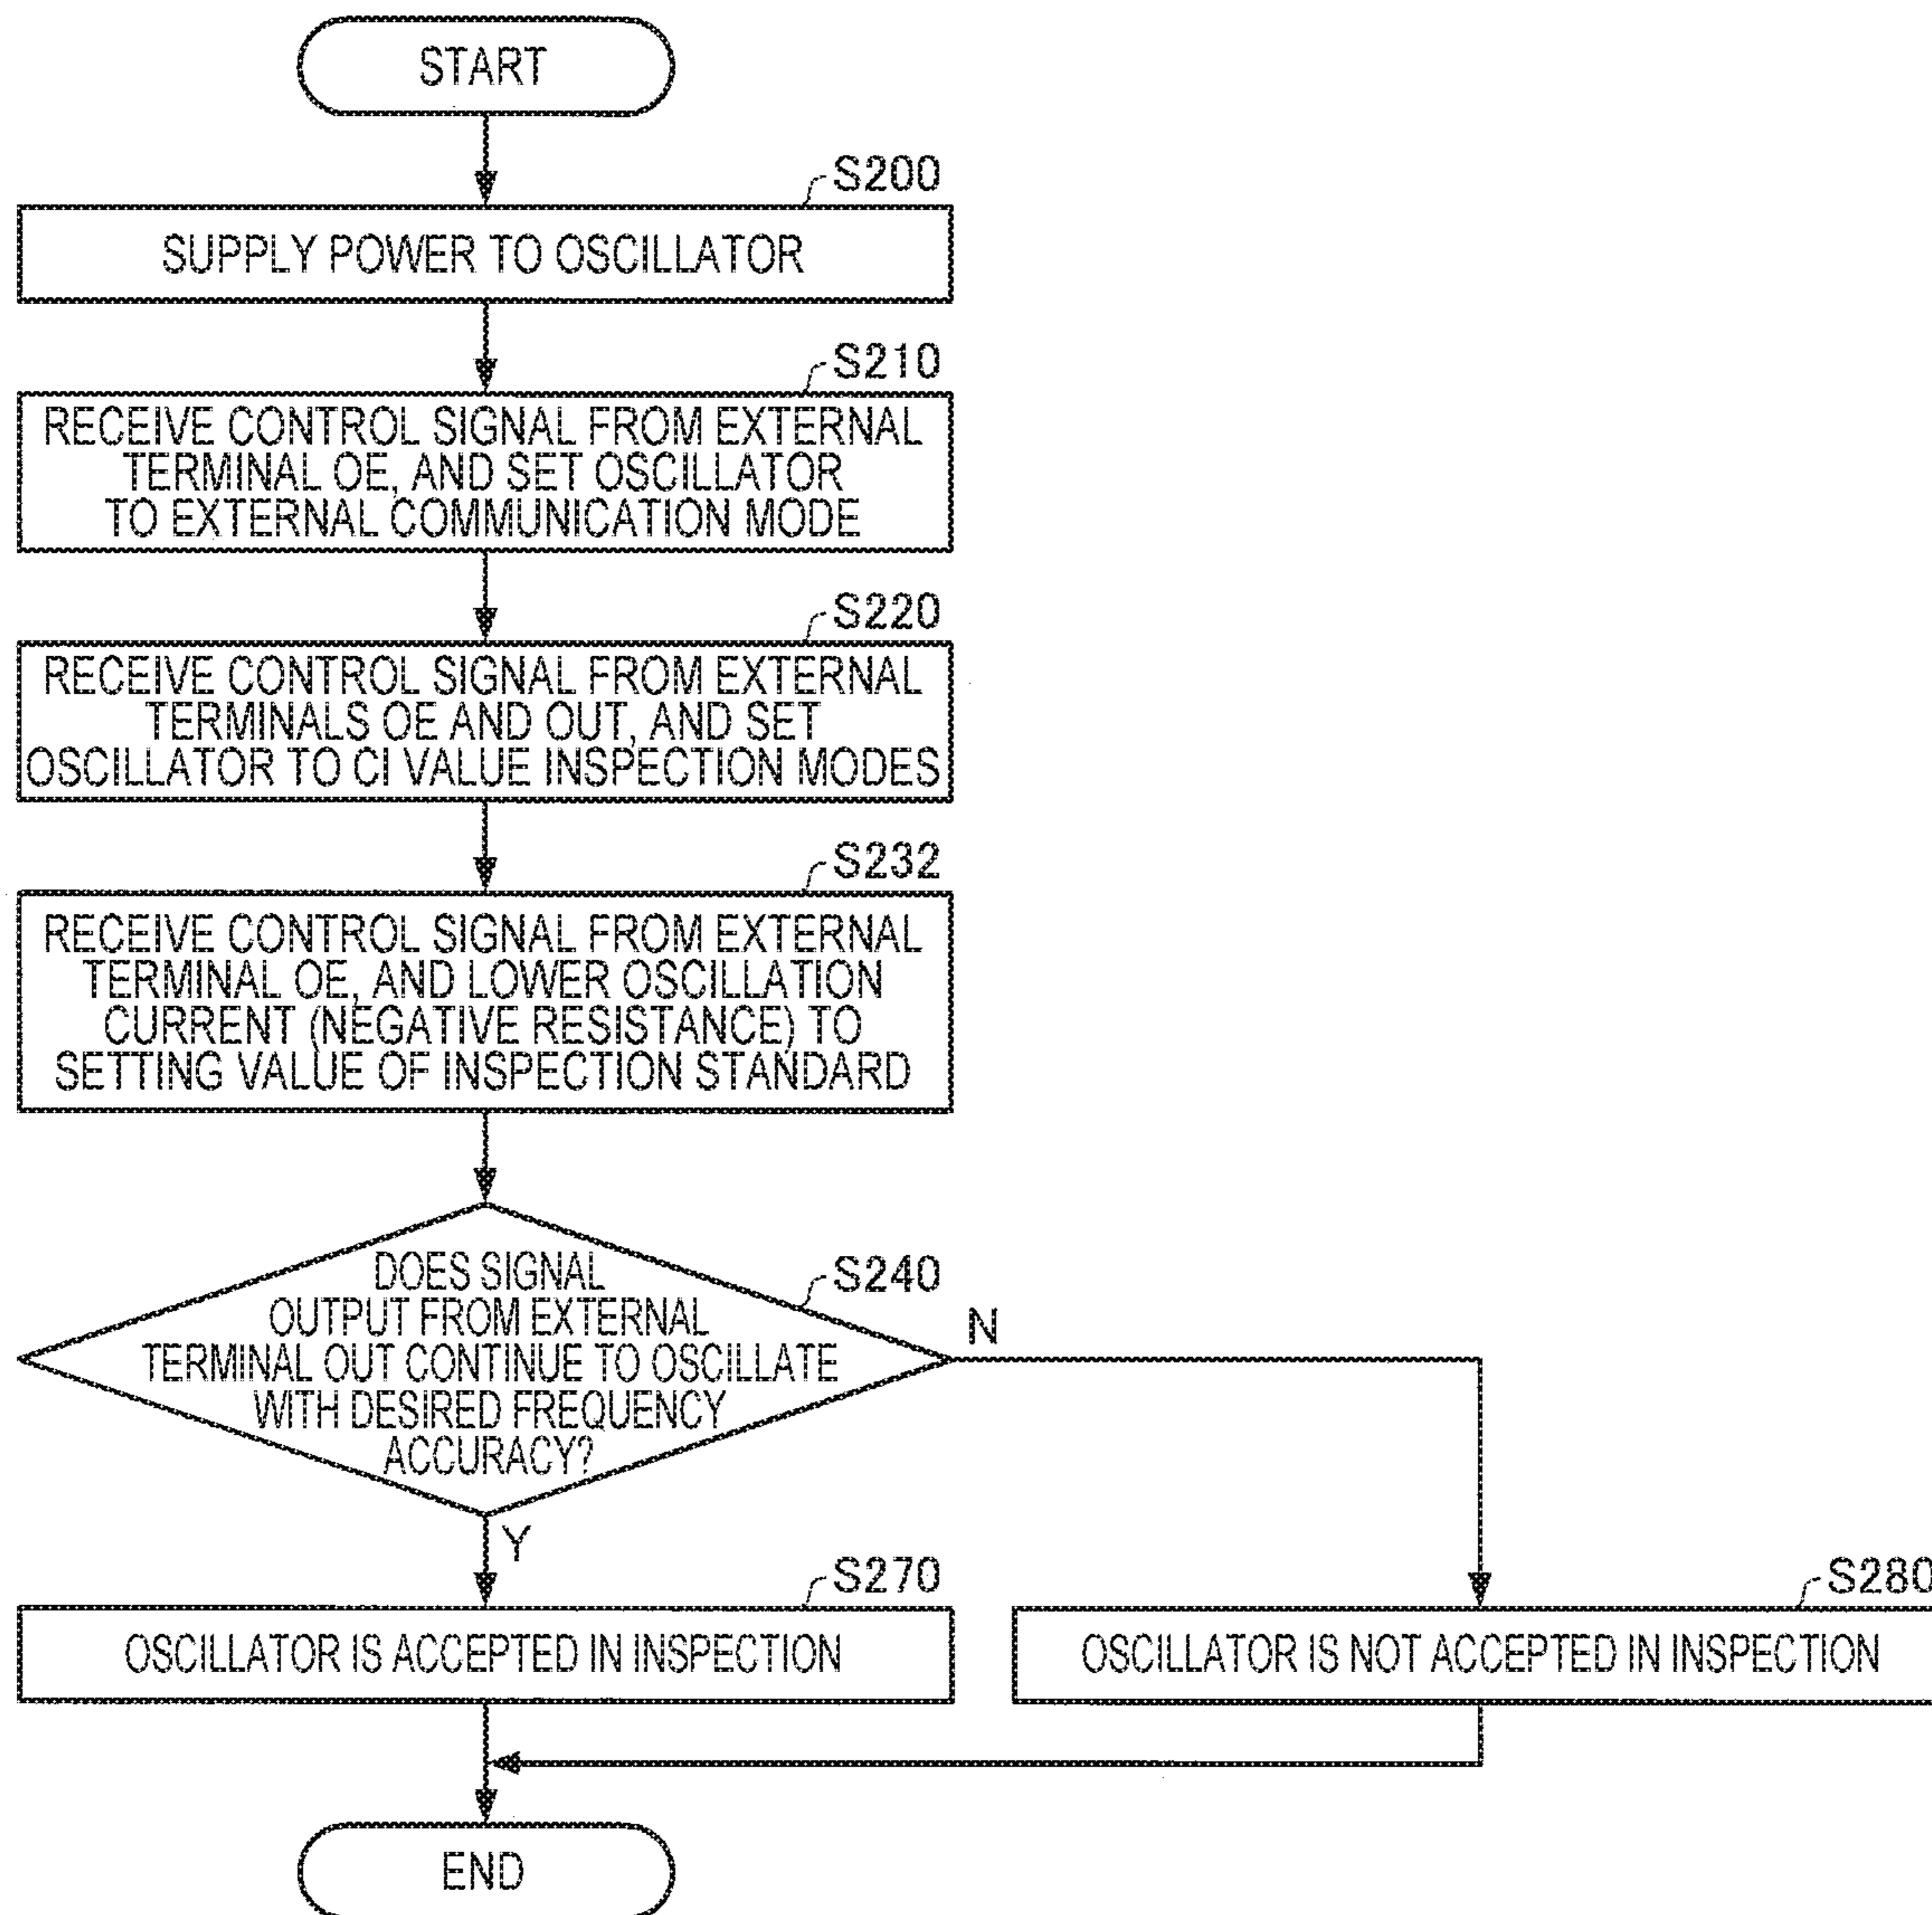 START
S200
SUPPLY POWER TO OSCILLATOR
S210
RECEIVE CONTROL SIGNAL FROM EXTERNAL
TERMINAL OE, AND SET OSCILLATOR
TO EXTERNAL COMMUNICATION MODE
S220
RECEIVE CONTROL SIGNAL FROM EXTERNAL
TERMINALS OE AND OUT, AND SET
OSCILLATOR TO CI VALUE INSPECTION MODES
S232
RECEIVE CONTROL SIGNAL FROM EXTERNAL
TERMINAL OE, AND LOWER OSCILLATION
CURRENT (NEGATIVE RESISTANCE) TO
SETTING VALUE OF INSPECTION STANDARD
S240
DOES SIGNAL
OUTPUT FROM EXTERNAL
TERMINAL OUT CONTINUE TO OSCILLATE
WITH DESIRED FREQUENCY
ACCURACY?
N
Y
S270
OSCILLATOR IS ACCEPTED IN INSPECTION
S280
OSCILLATOR IS NOT ACCEPTED IN INSPECTION
END